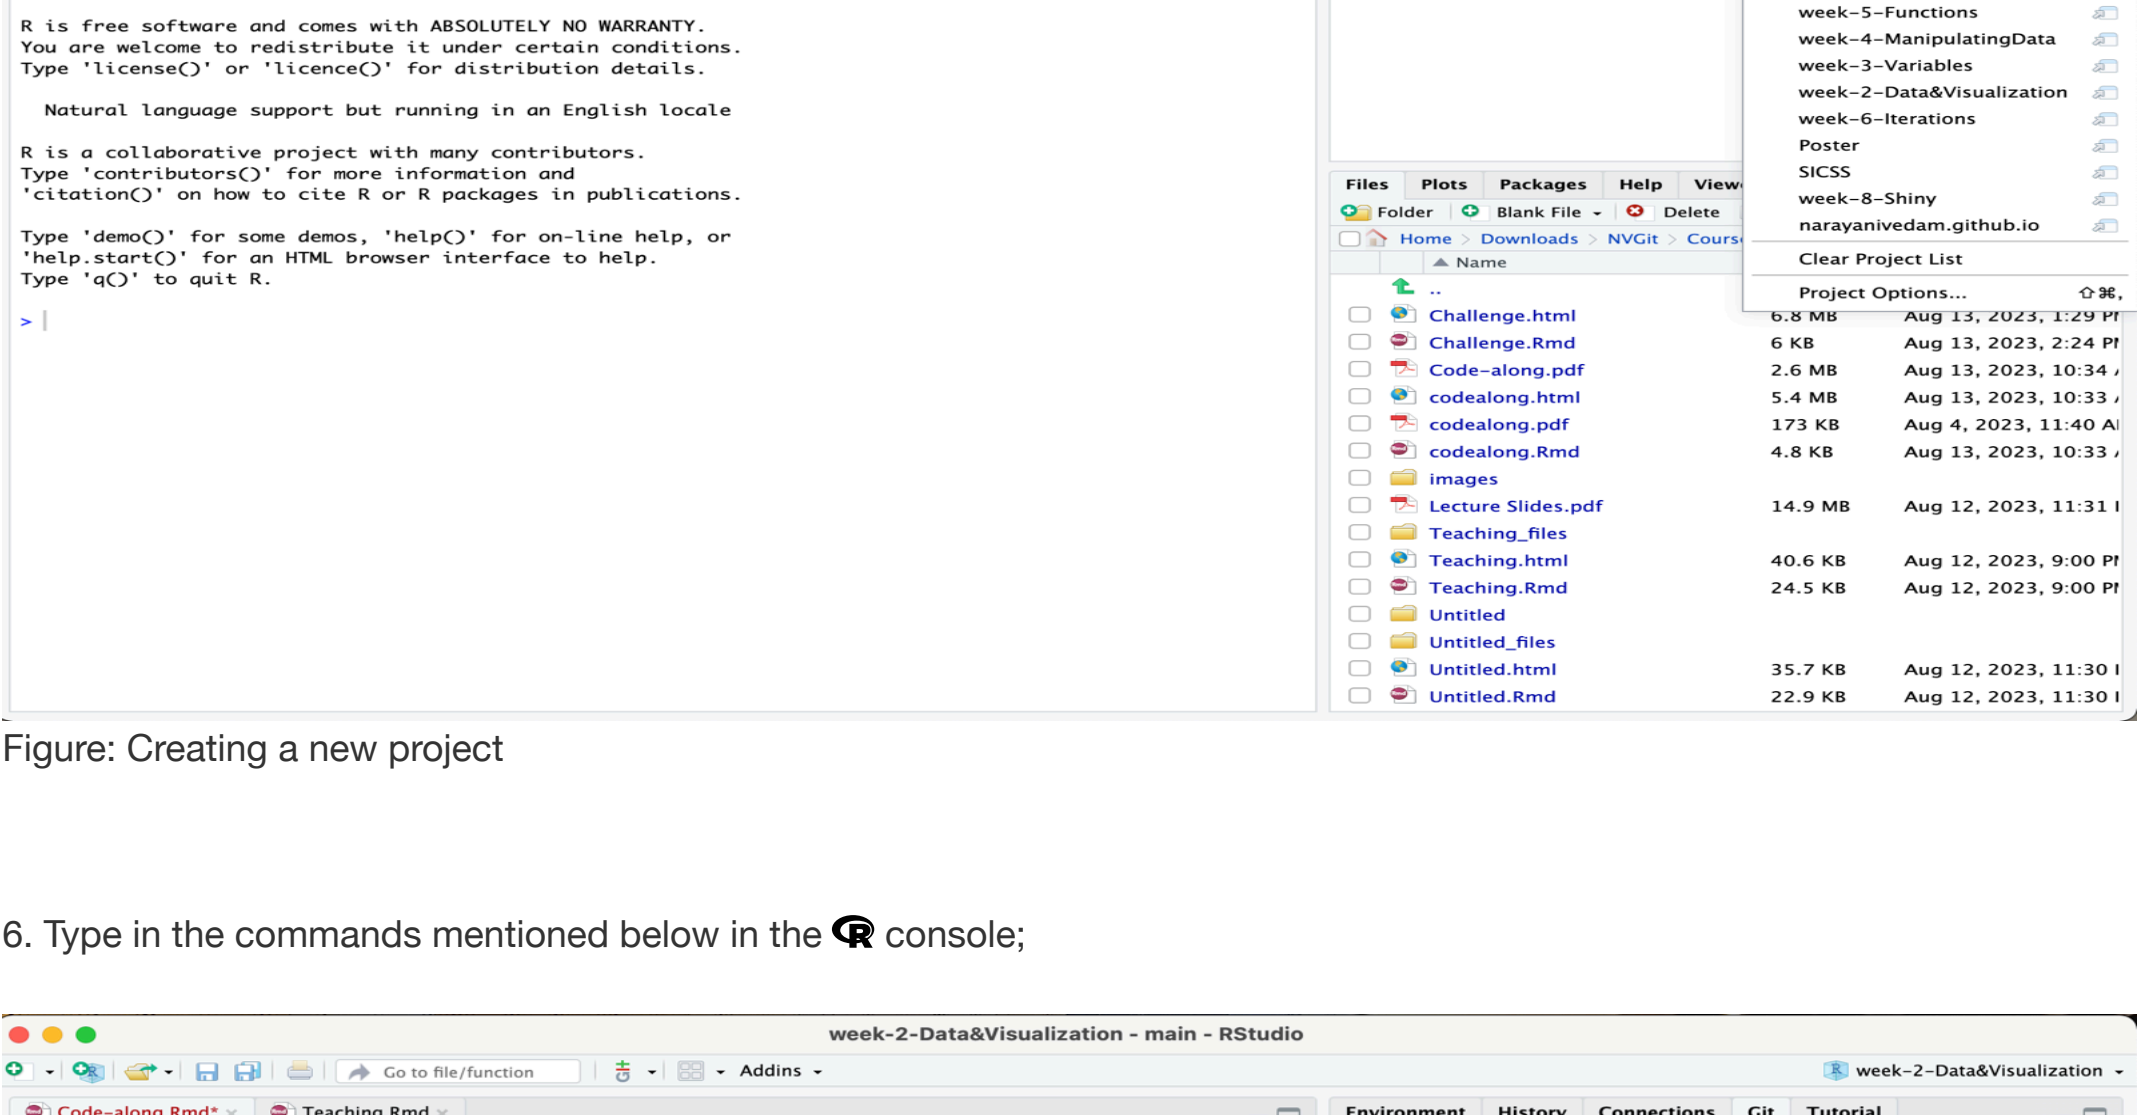 R is free software and comes with ABSOLUTELY NO WARRANTY.
You are welcome to redistribute it under certain conditions.
Type 'license()' or 'licence()' for distribution details.
Natural language support but running in an English locale
R is a collaborative project with many contributors.
Type 'contributors()' for more information and
'citation()' on how to cite R or R packages in publications.
Type 'demo()' for some demos, 'help()' for on-line help, or
'help.start()' for an HTML browser interface to help.
Type 'q()' to quit R.
>
week-5-Functions
week-4-ManipulatingData
week-3-Variables
week-2-Data&Visualization
week-6-Iterations
Poster
SICSS
week-8-Shiny
narayanivedam.github.io
Clear Project List
Project Options... ⇧⌘,
Files Plots Packages Help View
Folder Blank File Delete
Home > Downloads > NVGit > Cours
Name
..
Challenge.html 6.8 MB Aug 13, 2023, 1:29 P
Challenge.Rmd 6 KB Aug 13, 2023, 2:24 P
Code-along.pdf 2.6 MB Aug 13, 2023, 10:34
codealong.html 5.4 MB Aug 13, 2023, 10:33
codealong.pdf 173 KB Aug 4, 2023, 11:40 A
codealong.Rmd 4.8 KB Aug 13, 2023, 10:33
images
Lecture Slides.pdf 14.9 MB Aug 12, 2023, 11:31
Teaching_files
Teaching.html 40.6 KB Aug 12, 2023, 9:00 P
Teaching.Rmd 24.5 KB Aug 12, 2023, 9:00 P
Untitled
Untitled_files
Untitled.html 35.7 KB Aug 12, 2023, 11:30
Untitled.Rmd 22.9 KB Aug 12, 2023, 11:30
Figure: Creating a new project
6. Type in the commands mentioned below in the R console;
week-2-Data&Visualization - main - RStudio
Go to file/function Addins week-2-Data&Visualization
Code-along.Rmd* Teaching.Rmd
Environment History Connections Git Tutorial